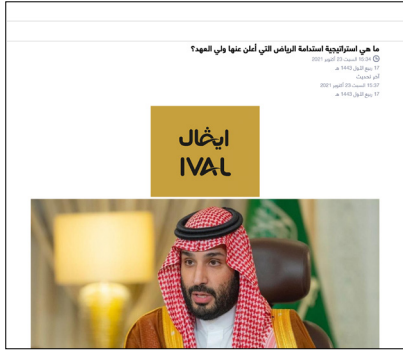 ما هي استراتيجية استدامة الرياض التي أعلن عنها ولي العهد؟
10:34 السبت 23 أكتوبر 2021
17 ربيع الأول 1443 هـ
آخر تحديث
10:37 السبت 23 أكتوبر 2021
17 ربيع الأول 1443 هـ
ايڤال
IVAL